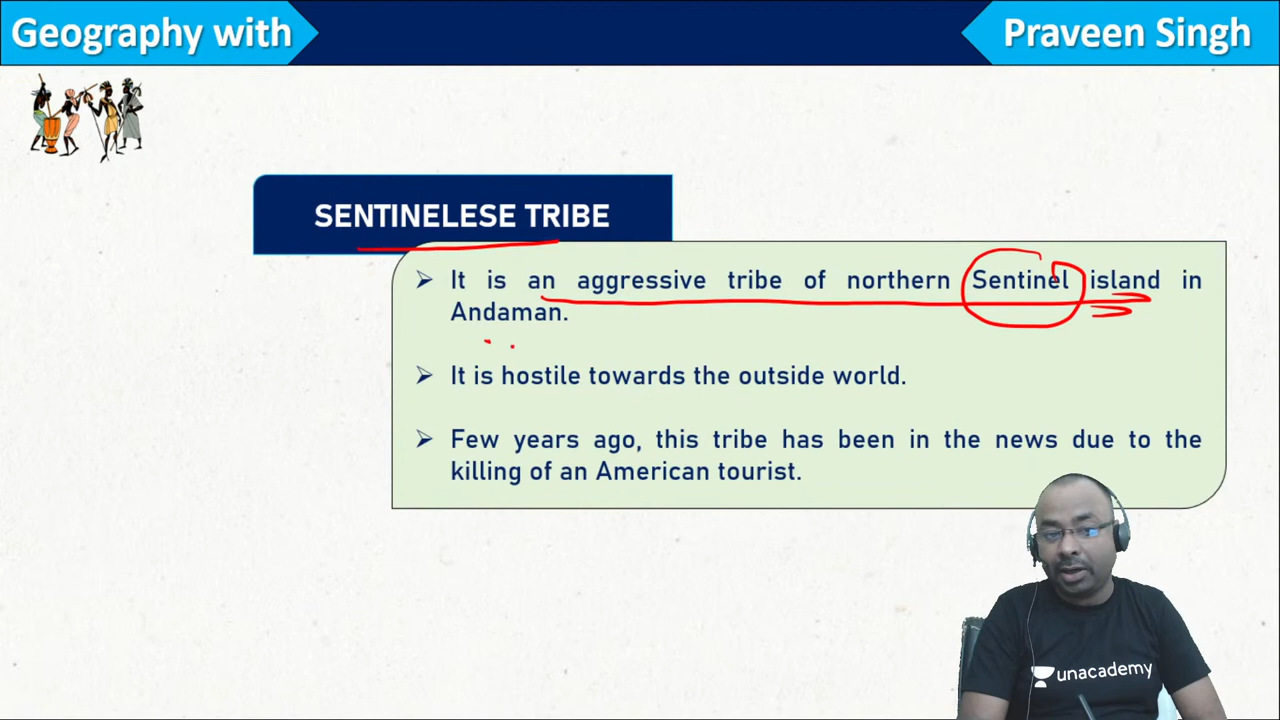 Geography with
Praveen Singh
SENTINELESE TRIBE
It is an aggressive tribe of northern Sentinel island in
Andaman.
It is hostile towards the outside world.
Few years ago, this tribe has been in the news due to the
killing of an American tourist.
unacademy